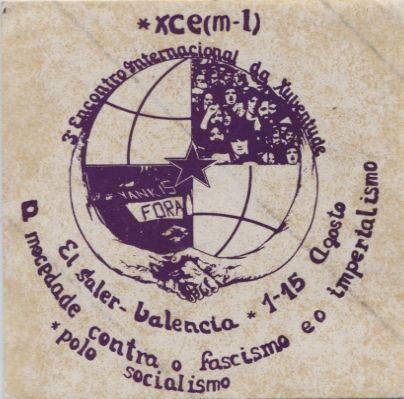 *xce(m-l)
3º Encontro Internacional da Xuventude
YANKIS
FORA
El Saler-Valencia * 1-15 Agosto
a mocedade contra o fascismo e o imperialismo
*polo socialismo